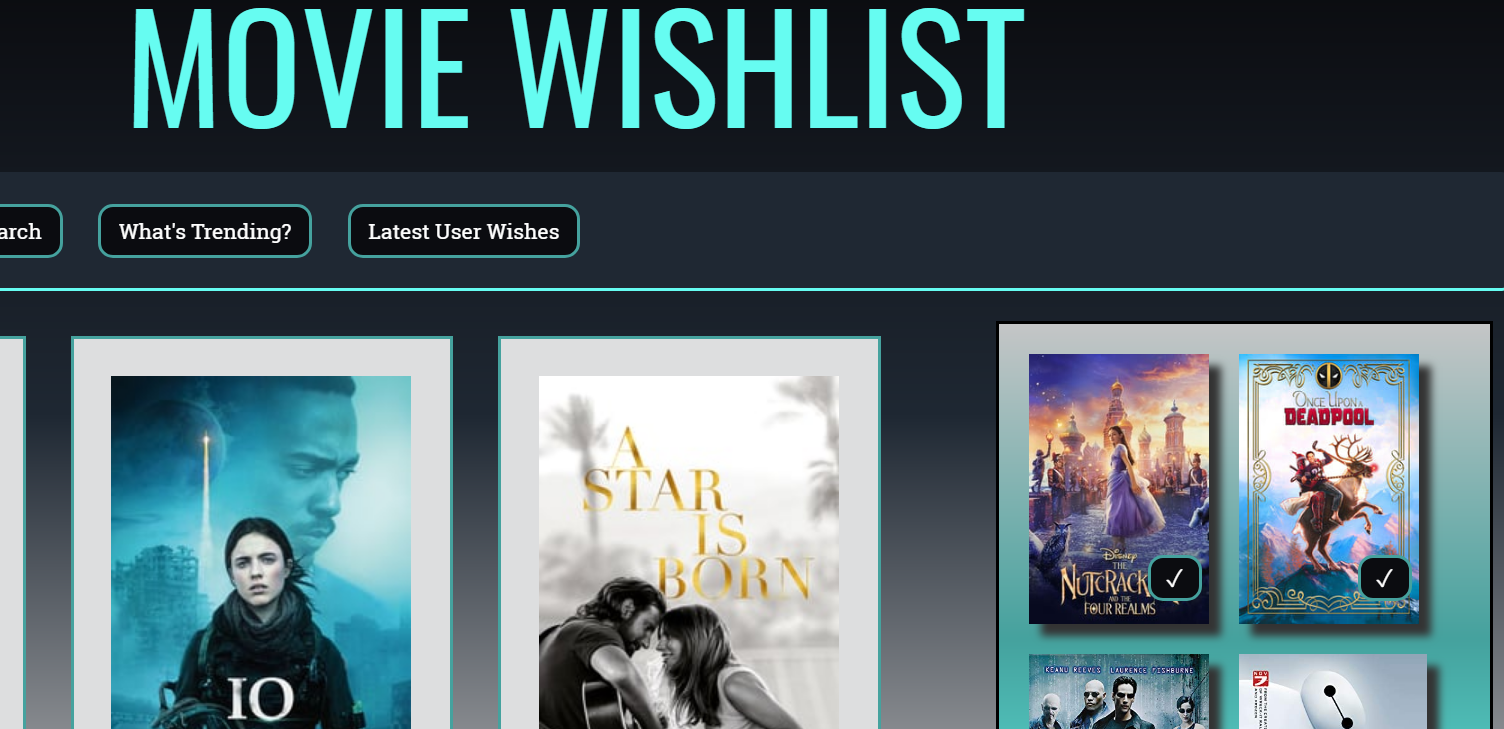 MOVIE WISHLIST
arch
What's Trending?
Latest User Wishes
IO
A
STAR
IS
BORN
Disney
THE
NUTCRACK
AND THE
FOUR REALMS
ONCE UPON A
DEADPOOL
KEANU REEVES LAURENCE FISHBURNE